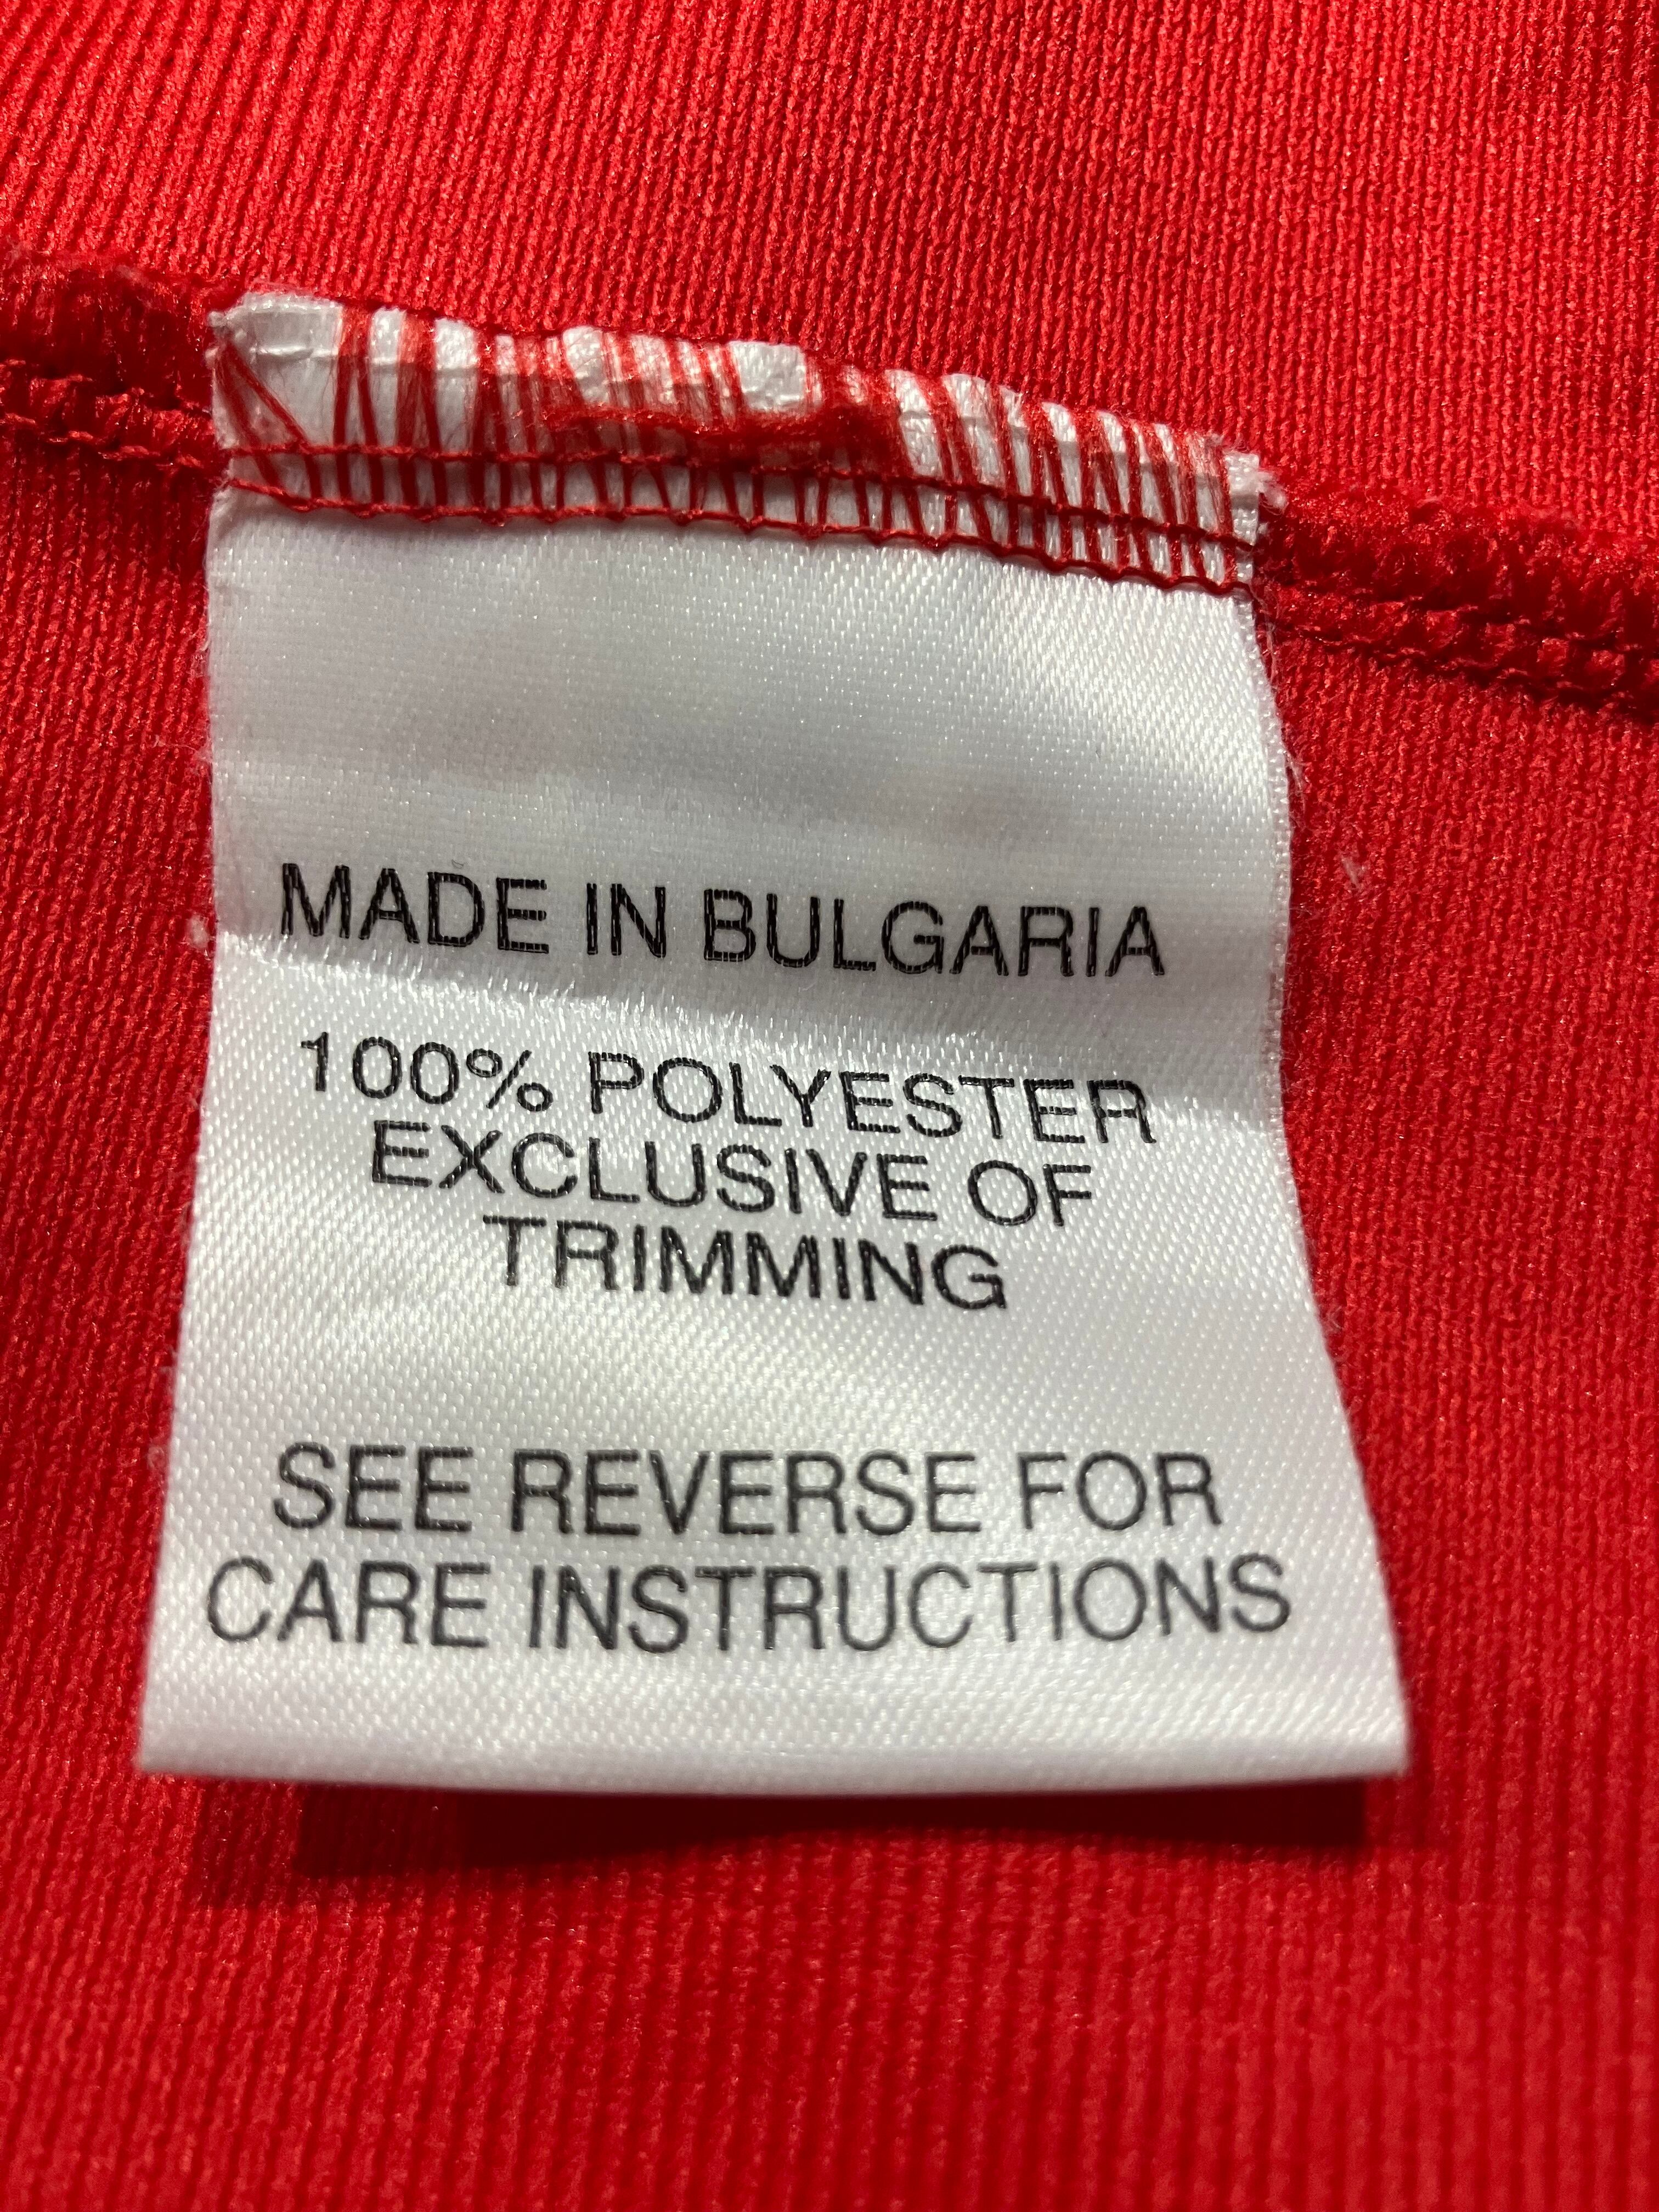 MADE IN BULGARIA
100% POLYESTER
EXCLUSIVE OF
TRIMMING
SEE REVERSE FOR
CARE INSTRUCTIONS